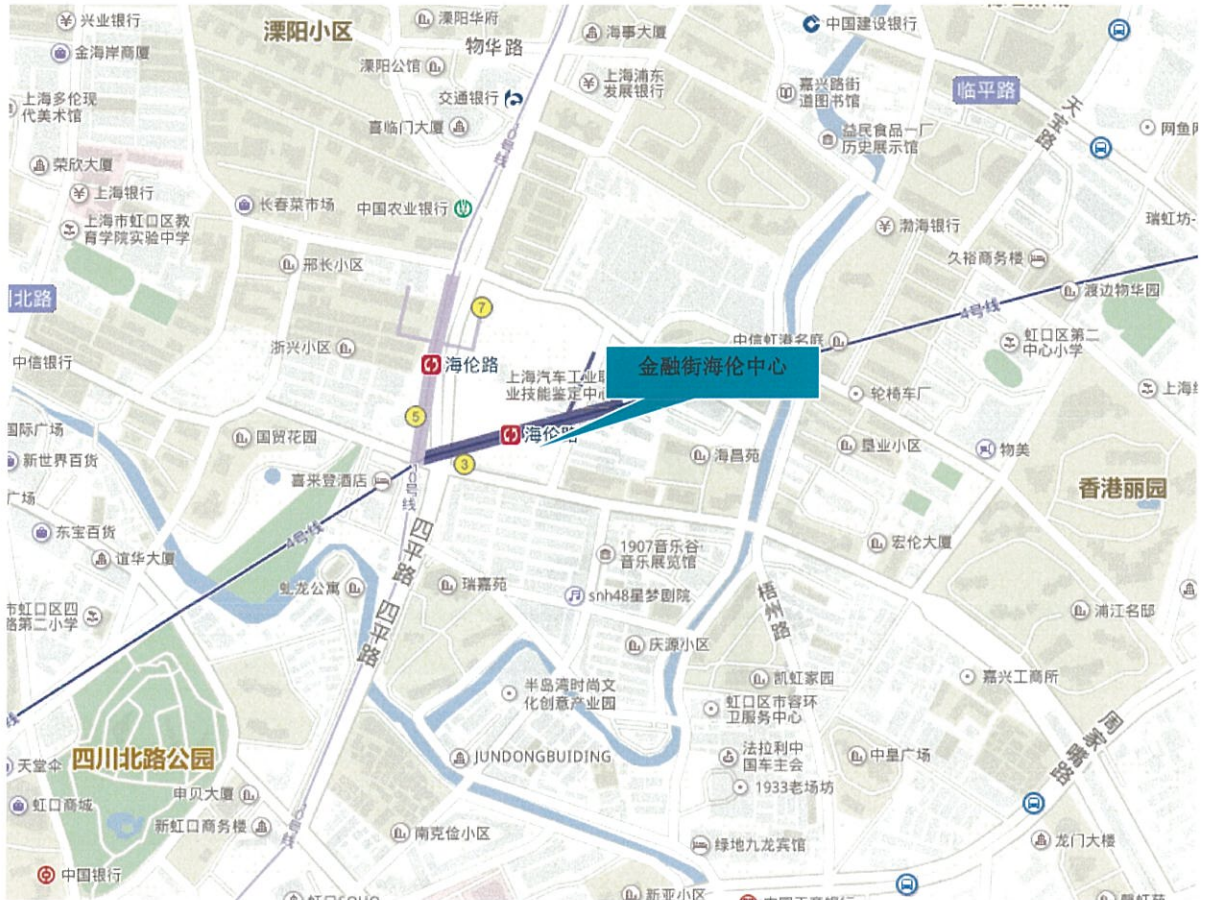 兴业银行
溧阳小区
溧阳华府
海事大厦
中国建设银行
金海岸商厦
物华路
溧阳公馆
上海浦东
发展银行
嘉兴路街
道图书馆
临平路
上海多伦现
代美术馆
交通银行
天宝路
喜临门大厦
益民食品一厂
历史展示馆
10号线
荣欣大厦
上海银行
长春菜市场
中国农业银行
上海市虹口区教
育学院实验中学
渤海银行
瑞虹坊
久裕商务楼
邢长小区
渡边物华园
北路
7
4号线
中信虹港名庭
虹口区第二
中心小学
浙兴小区
中信银行
海伦路
金融街海伦中心
上海汽车工业职
业技能鉴定中心
轮椅车厂
5
国际广场
国贸花园
海伦路
海昌苑
垦业小区
物美
新世界百货
3
喜来登酒店
香港丽园
10号线
广场
东宝百货
4号线
四平路
宏伦大厦
谊华大厦
1907音乐谷·
音乐展览馆
虬龙公寓
瑞嘉苑
snh48星梦剧院
梧州路
市虹口区四
路第二小学
四平路
浦江名邸
庆源小区
凯虹家园
嘉兴工商所
半岛湾时尚文
化创意产业园
虹口区市容环
卫服务中心
周家嘴路
四川北路公园
天堂伞
JUNDONGBUIDING
法拉利中
国车主会
中皇广场
1933老场坊
虹口商城
申贝大厦
新虹口商务楼
10号线
南克俭小区
绿地九龙宾馆
龙门大楼
中国银行
新亚小区